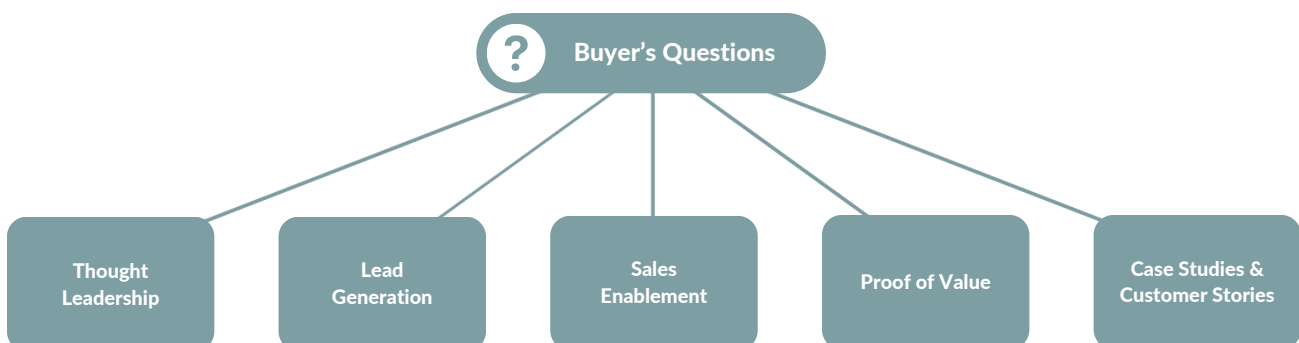 ? Buyer’s Questions
Thought
Leadership
Lead
Generation
Sales
Enablement
Proof of Value
Case Studies &
Customer Stories